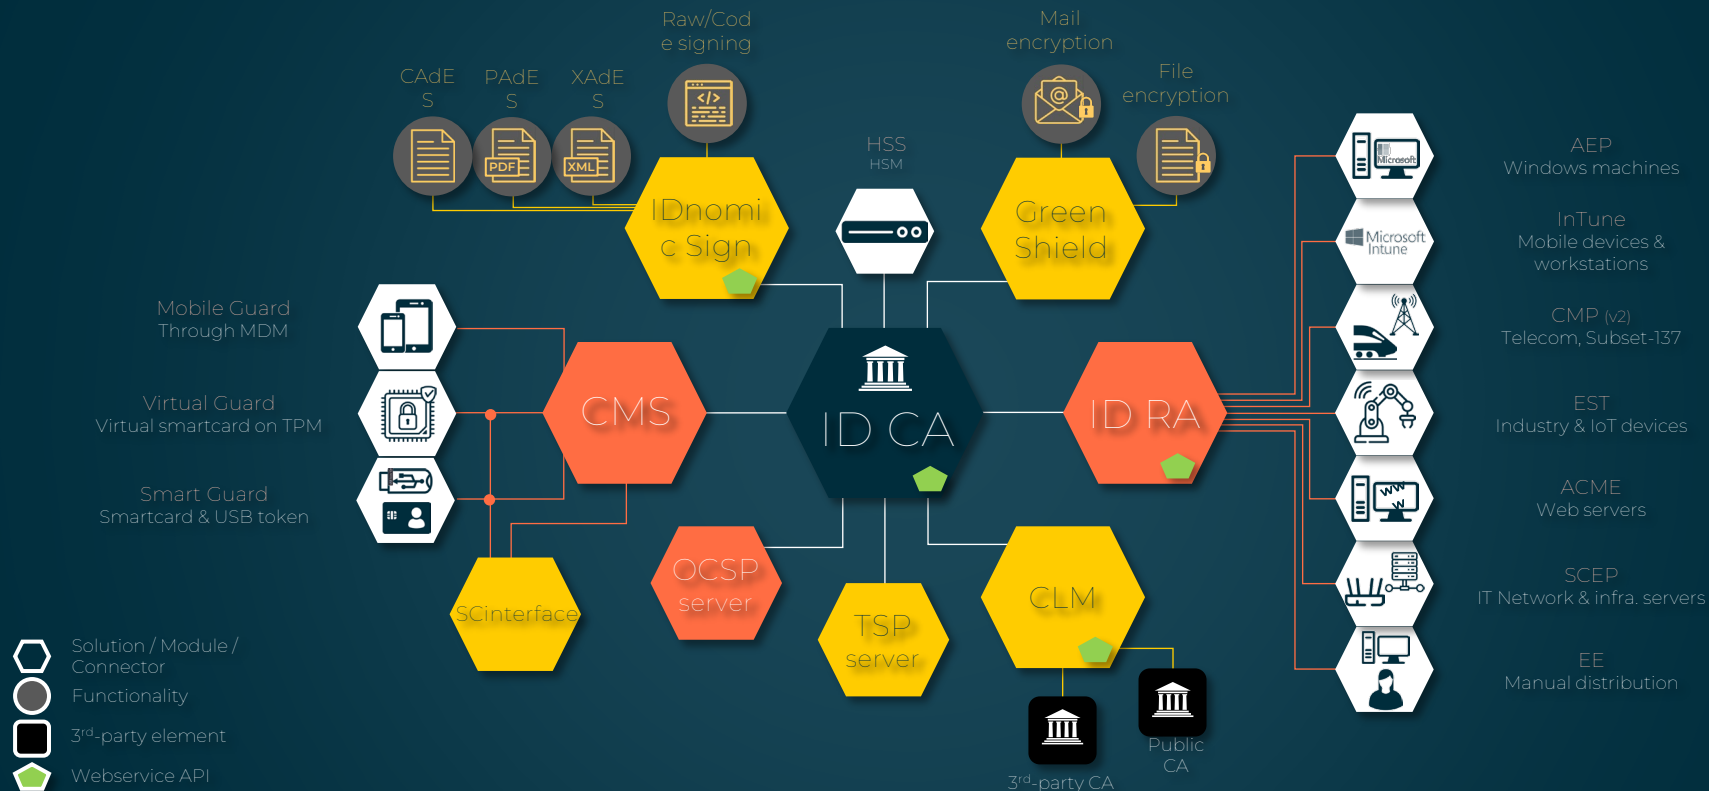 Raw/Cod
e signing
Mail
encryption
CAdE
S
PAdE
S
XAdE
S
File
encryption
</>
@
PDF
XML
HSS
HSM
IDnomi
c Sign
Green
Shield
Microsoft
AEP
Windows machines
Microsoft
Intune
InTune
Mobile devices &
workstations
Mobile Guard
Through MDM
CMP (v2)
Telecom, Subset-137
Virtual Guard
Virtual smartcard on TPM
CMS
ID CA
ID RA
EST
Industry & IoT devices
Smart Guard
Smartcard & USB token
ACME
Web servers
OCSP
server
SCinterface
TSP
server
CLM
SCEP
IT Network & infra. servers
EE
Manual distribution
Solution / Module /
Connector
Functionality
3rd-party element
Webservice API
Public
CA
3rd-party CA